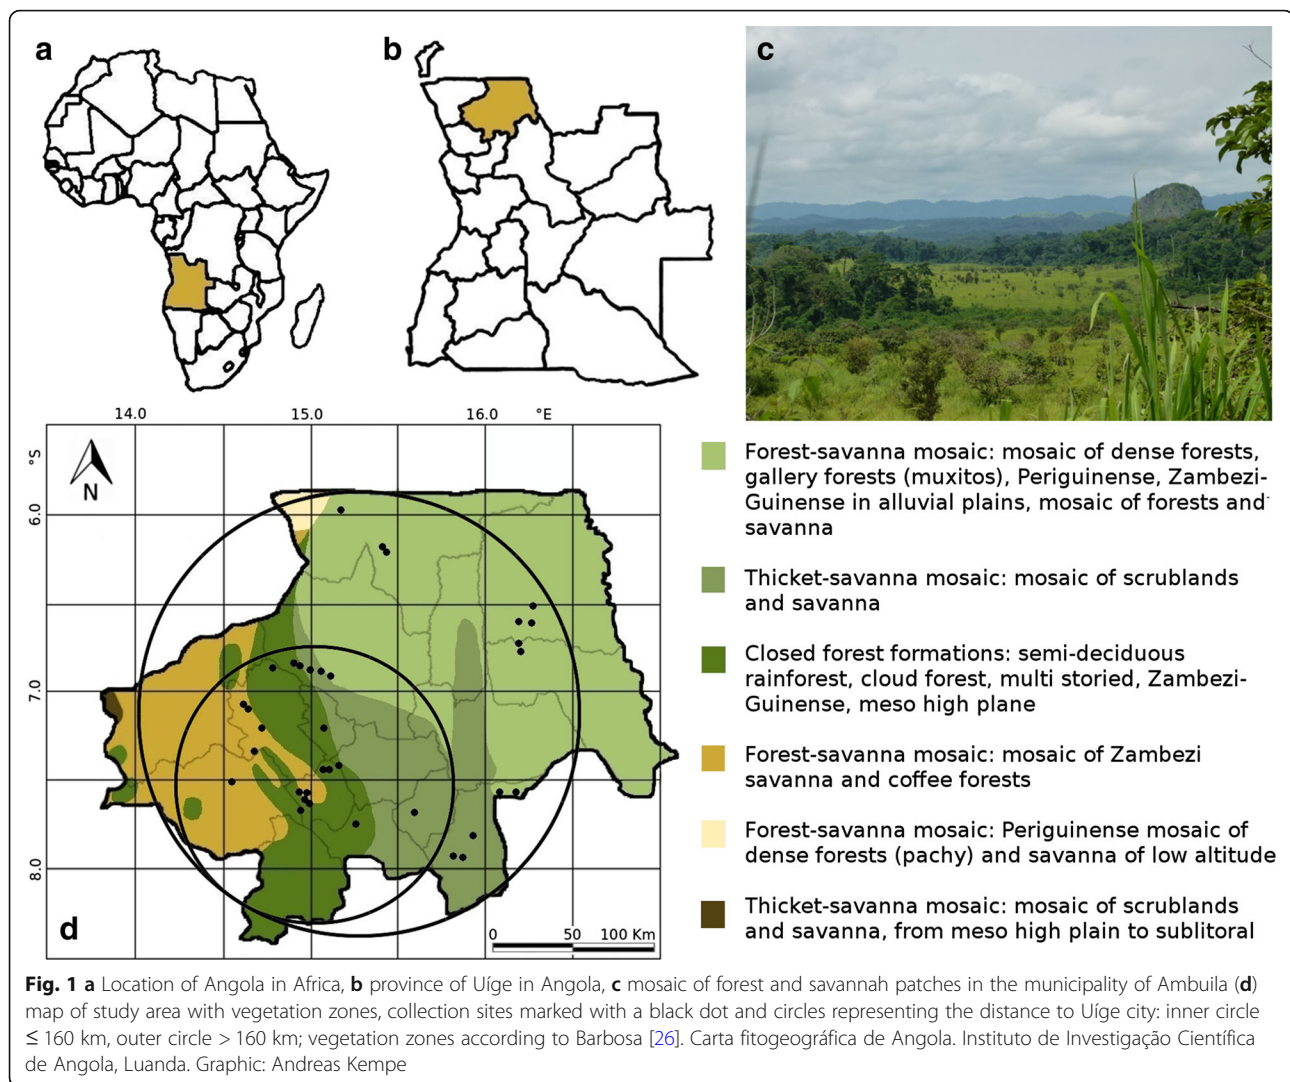 a
b
c
14.0 15.0 16.0 °E
°S
N
6.0
7.0
8.0
d
0 50 100 Km
Forest-savanna mosaic: mosaic of dense forests,
gallery forests (muxitos), Periguinense, Zambezi-
Guinense in alluvial plains, mosaic of forests and
savanna
Thicket-savanna mosaic: mosaic of scrublands
and savanna
Closed forest formations: semi-deciduous
rainforest, cloud forest, multi storied, Zambezi-
Guinense, meso high plane
Forest-savanna mosaic: mosaic of Zambezi
savanna and coffee forests
Forest-savanna mosaic: Periguinense mosaic of
dense forests (pachy) and savanna of low altitude
Thicket-savanna mosaic: mosaic of scrublands
and savanna, from meso high plain to sublitoral
Fig. 1 a Location of Angola in Africa, b province of Uíge in Angola, c mosaic of forest and savannah patches in the municipality of Ambuila (d)
map of study area with vegetation zones, collection sites marked with a black dot and circles representing the distance to Uíge city: inner circle
≤ 160 km, outer circle > 160 km; vegetation zones according to Barbosa [26]. Carta fitogeográfica de Angola. Instituto de Investigação Científica
de Angola, Luanda. Graphic: Andreas Kempe